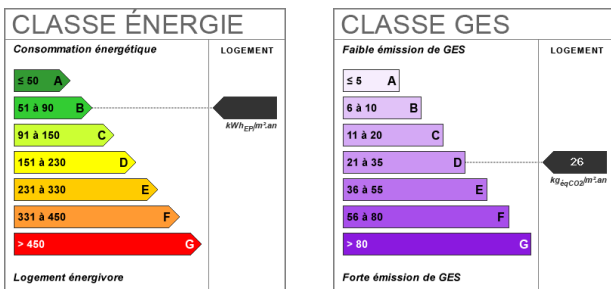 CLASSE ÉNERGIE
Consommation énergétique
LOGEMENT
≤ 50 A
51 à 90 B
kWhEP/m².an
91 à 150 C
151 à 230 D
231 à 330 E
331 à 450 F
> 450 G
Logement énergivore
CLASSE GES
Faible émission de GES
LOGEMENT
≤ 5 A
6 à 10 B
11 à 20 C
21 à 35 D
26
kgéqCO2/m².an
36 à 55 E
56 à 80 F
> 80 G
Forte émission de GES